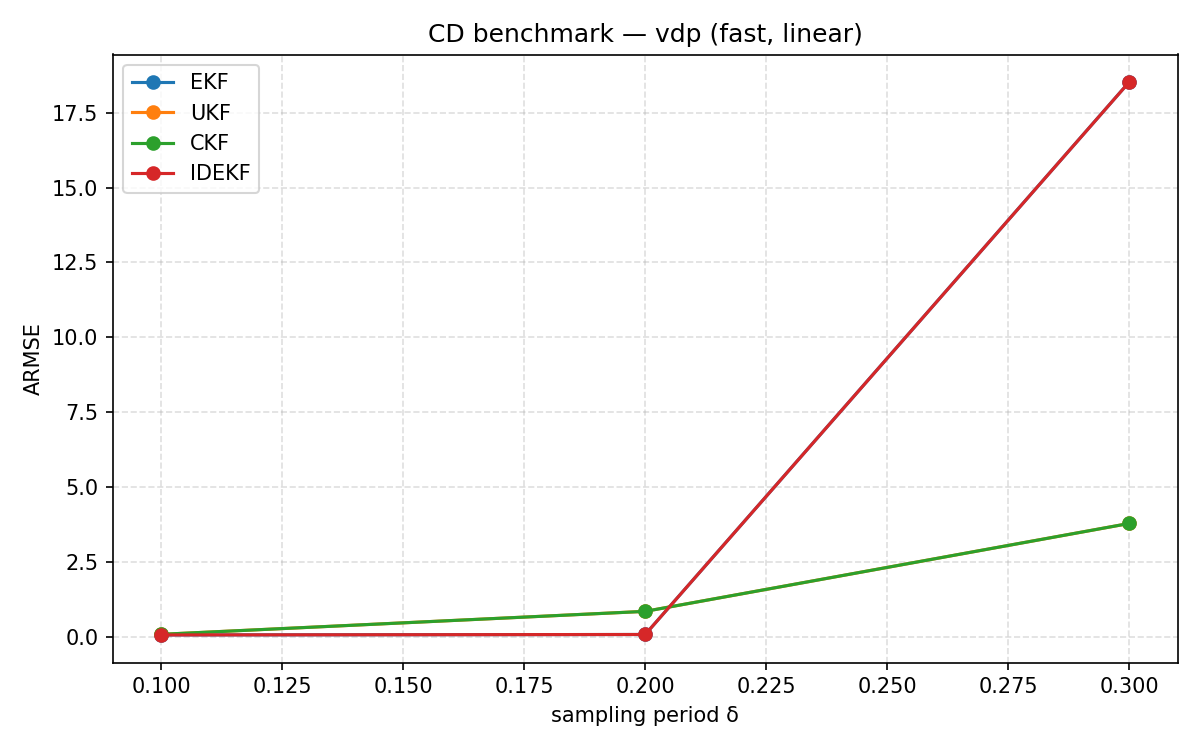 CD benchmark — vdp (fast, linear)
EKF
UKF
CKF
IDEKF
17.5
15.0
12.5
10.0
7.5
5.0
2.5
0.0
ARMSE
0.100 0.125 0.150 0.175 0.200 0.225 0.250 0.275 0.300
sampling period δ